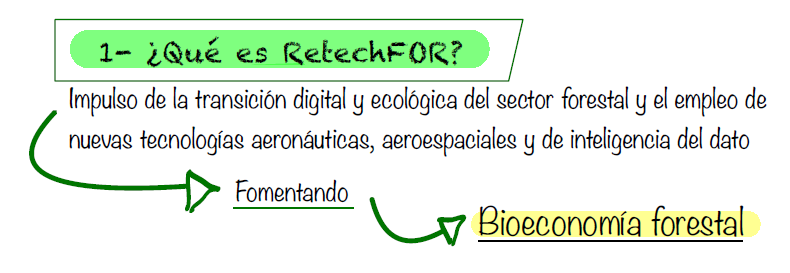 1- ¿Qué es RetechFOR?
Impulso de la transición digital y ecológica del sector forestal y el empleo de
nuevas tecnologías aeronáuticas, aeroespaciales y de inteligencia del dato
Fomentando
Bioeconomía forestal